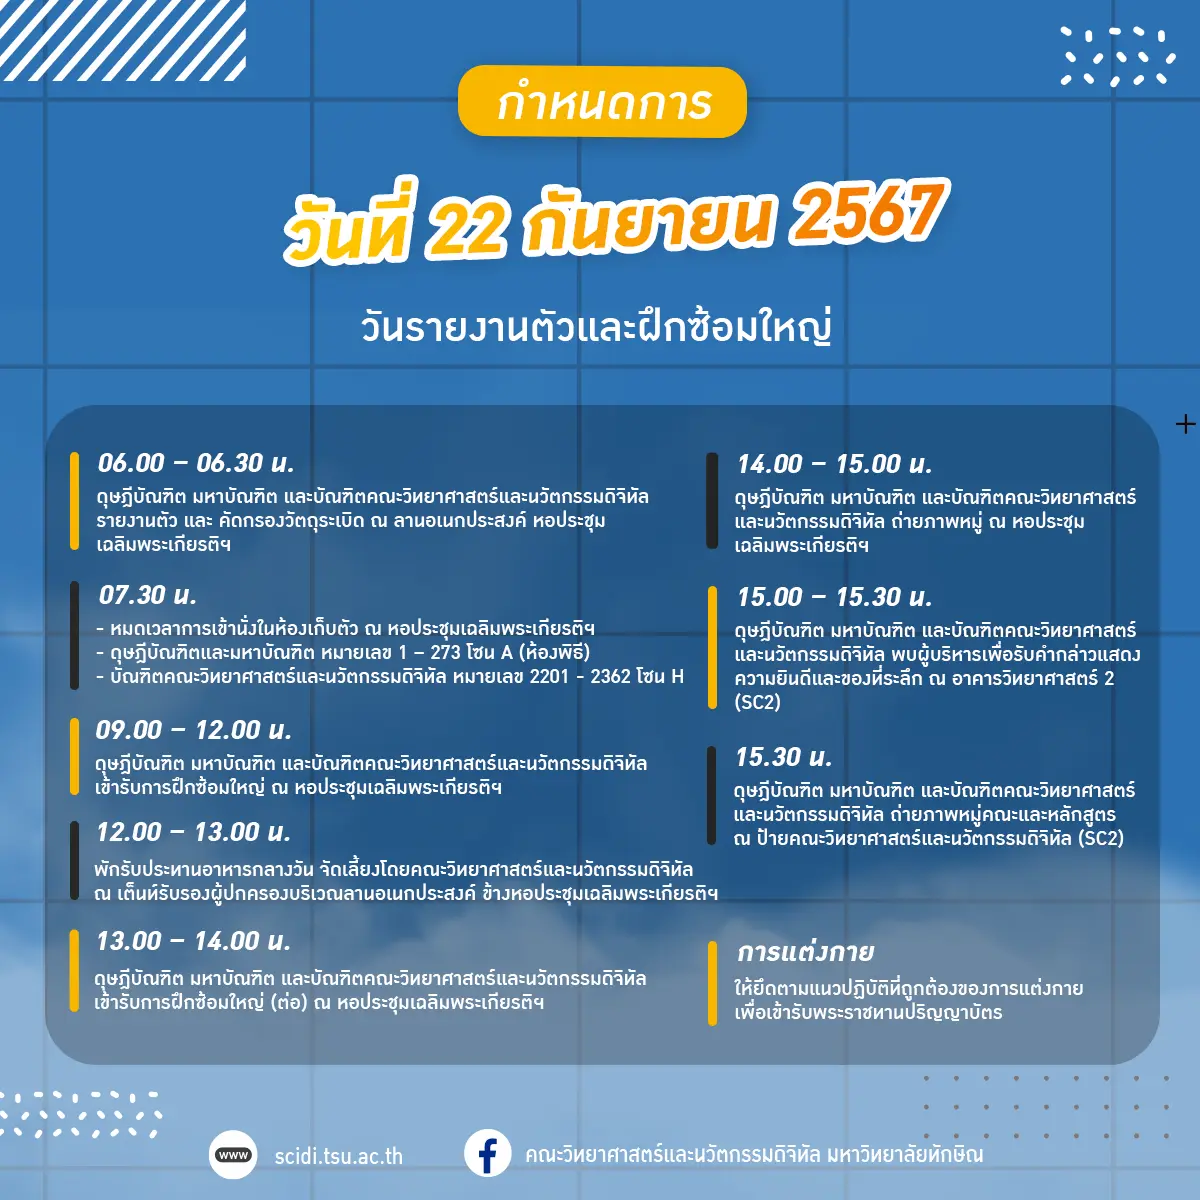 กำหนดการ
วันที่ 22 กันยายน 2567
วันรายงานตัวและฝึกซ้อมใหญ่
06.00 – 06.30 น.
ดุษฎีบัณฑิต มหาบัณฑิต และบัณฑิตคณะวิทยาศาสตร์และนวัตกรรมดิจิทัล
รายงานตัว และ คัดกรองวัตถุระเบิด ณ ลานอเนกประสงค์ หอประชุม
เฉลิมพระเกียรติฯ
07.30 น.
- หมดเวลาการเข้านั่งในห้องเก็บตัว ณ หอประชุมเฉลิมพระเกียรติฯ
- ดุษฎีบัณฑิตและมหาบัณฑิต หมายเลข 1 – 273 โซน A (ห้องพิธี)
- บัณฑิตคณะวิทยาศาสตร์และนวัตกรรมดิจิทัล หมายเลข 2201 - 2362 โซน H
09.00 – 12.00 น.
ดุษฎีบัณฑิต มหาบัณฑิต และบัณฑิตคณะวิทยาศาสตร์และนวัตกรรมดิจิทัล
เข้ารับการฝึกซ้อมใหญ่ ณ หอประชุมเฉลิมพระเกียรติฯ
12.00 – 13.00 น.
พักรับประทานอาหารกลางวัน จัดเลี้ยงโดยคณะวิทยาศาสตร์และนวัตกรรมดิจิทัล
ณ เต็นท์รับรองผู้ปกครองบริเวณลานอเนกประสงค์ ข้างหอประชุมเฉลิมพระเกียรติฯ
13.00 – 14.00 น.
ดุษฎีบัณฑิต มหาบัณฑิต และบัณฑิตคณะวิทยาศาสตร์และนวัตกรรมดิจิทัล
เข้ารับการฝึกซ้อมใหญ่ (ต่อ) ณ หอประชุมเฉลิมพระเกียรติฯ
14.00 – 15.00 น.
ดุษฎีบัณฑิต มหาบัณฑิต และบัณฑิตคณะวิทยาศาสตร์
และนวัตกรรมดิจิทัล ถ่ายภาพหมู่ ณ หอประชุม
เฉลิมพระเกียรติฯ
15.00 – 15.30 น.
ดุษฎีบัณฑิต มหาบัณฑิต และบัณฑิตคณะวิทยาศาสตร์
และนวัตกรรมดิจิทัล พบผู้บริหารเพื่อรับคำกล่าวแสดง
ความยินดีและของที่ระลึก ณ อาคารวิทยาศาสตร์ 2
(SC2)
15.30 น.
ดุษฎีบัณฑิต มหาบัณฑิต และบัณฑิตคณะวิทยาศาสตร์
และนวัตกรรมดิจิทัล ถ่ายภาพหมู่คณะและหลักสูตร
ณ ป้ายคณะวิทยาศาสตร์และนวัตกรรมดิจิทัล (SC2)
การแต่งกาย
ให้ยึดตามแนวปฏิบัติที่ถูกต้องของการแต่งกาย
เพื่อเข้ารับพระราชทานปริญญาบัตร
www scidi.tsu.ac.th
คณะวิทยาศาสตร์และนวัตกรรมดิจิทัล มหาวิทยาลัยทักษิณ